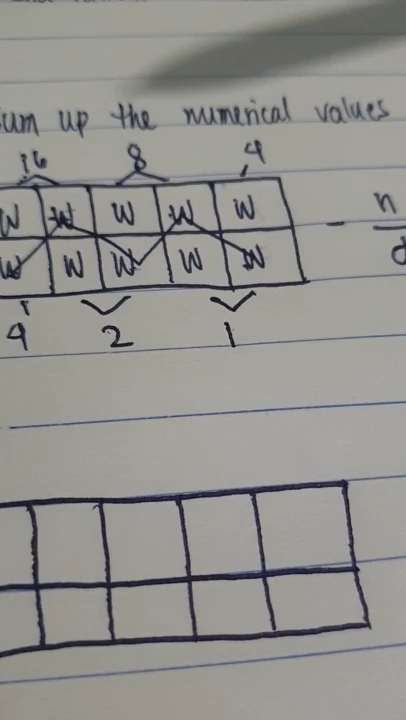 um up the numerical values
16 8 4
W W W W W - n
W W W W W
4 2 1